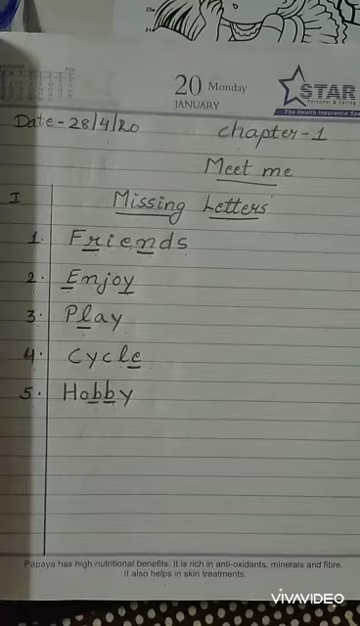 20 Monday
JANUARY
STAR
Personal & Caring
The Health Insurance Spe
Date - 28/4/20
Chapter-1
Meet me
I Missing Letters
1. Friends
2. Enjoy
3. Play
4. Cycle
5. Hobby
Papaya has high nutritional benefits. It is rich in anti-oxidants, minerals and fibre.
It also helps in skin treatments.
VIVAVIDEO